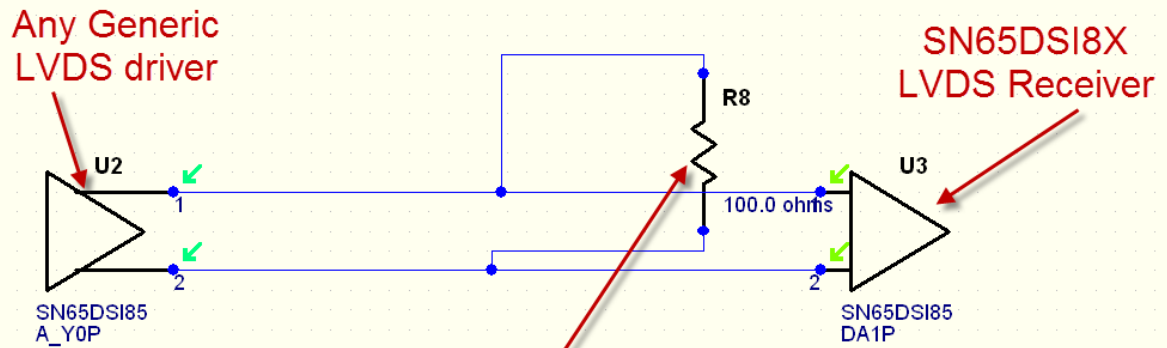 Any Generic
LVDS driver
SN65DSI8X
LVDS Receiver
R8
U2
U3
1
100.0 ohms
1
2
2
SN65DSI85
A_Y0P
SN65DSI85
DA1P